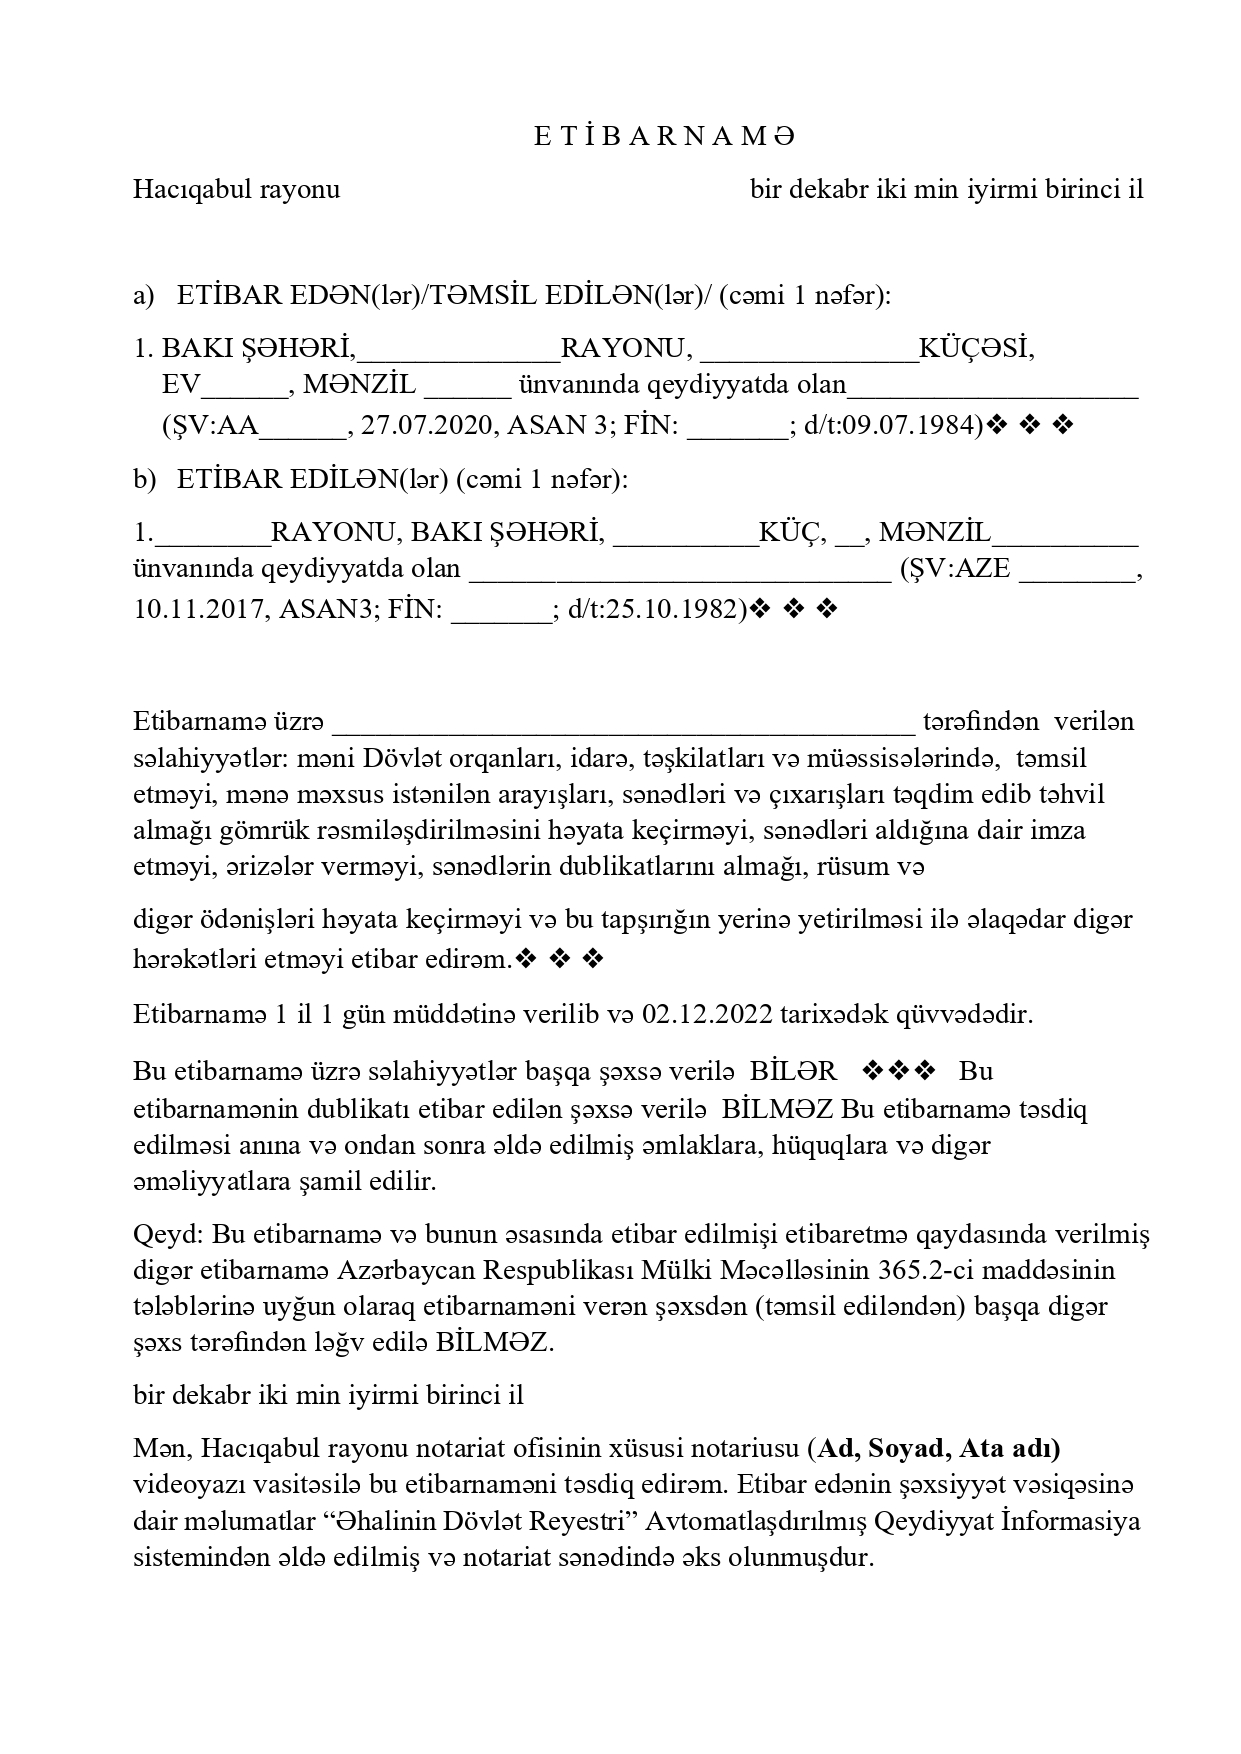 E T İ B A R N A M Ə
Hacıqabul rayonu bir dekabr iki min iyirmi birinci il
a) ETİBAR EDƏN(lər)/TƏMSİL EDİLƏN(lər)/ (cəmi 1 nəfər):
1. BAKI ŞƏHƏRİ,______________RAYONU, _______________KÜÇƏSİ,
EV______, MƏNZİL ______ ünvanında qeydiyyatda olan____________________
(ŞV:AA______, 27.07.2020, ASAN 3; FİN: _______; d/t:09.07.1984)❖ ❖ ❖
b) ETİBAR EDİLƏN(lər) (cəmi 1 nəfər):
1.________RAYONU, BAKI ŞƏHƏRİ, __________KÜÇ, __, MƏNZİL__________
ünvanında qeydiyyatda olan _____________________________ (ŞV:AZE ________,
10.11.2017, ASAN3; FİN: _______; d/t:25.10.1982)❖ ❖ ❖
Etibarnamə üzrə ________________________________________ tərəfindən verilən
səlahiyyətlər: məni Dövlət orqanları, idarə, təşkilatları və müəssisələrində, təmsil
etməyi, mənə məxsus istənilən arayışları, sənədləri və çıxarışları təqdim edib təhvil
almağı gömrük rəsmiləşdirilməsini həyata keçirməyi, sənədləri aldığına dair imza
etməyi, ərizələr verməyi, sənədlərin dublikatlarını almağı, rüsum və
digər ödənişləri həyata keçirməyi və bu tapşırığın yerinə yetirilməsi ilə əlaqədar digər
hərəkətləri etməyi etibar edirəm.❖ ❖ ❖
Etibarnamə 1 il 1 gün müddətinə verilib və 02.12.2022 tarixədək qüvvədədir.
Bu etibarnamə üzrə səlahiyyətlər başqa şəxsə verilə BİLƏR ❖❖❖ Bu
etibarnamənin dublikatı etibar edilən şəxsə verilə BİLMƏZ Bu etibarnamə təsdiq
edilməsi anına və ondan sonra əldə edilmiş əmlaklara, hüquqlara və digər
əməliyyatlara şamil edilir.
Qeyd: Bu etibarnamə və bunun əsasında etibar edilmişi etibaretmə qaydasında verilmiş
digər etibarnamə Azərbaycan Respublikası Mülki Məcəlləsinin 365.2-ci maddəsinin
tələblərinə uyğun olaraq etibarnaməni verən şəxsdən (təmsil ediləndən) başqa digər
şəxs tərəfindən ləğv edilə BİLMƏZ.
bir dekabr iki min iyirmi birinci il
Mən, Hacıqabul rayonu notariat ofisinin xüsusi notariusu (Ad, Soyad, Ata adı)
videoyazı vasitəsilə bu etibarnaməni təsdiq edirəm. Etibar edənin şəxsiyyət vəsiqəsinə
dair məlumatlar “Əhalinin Dövlət Reyestri” Avtomatlaşdırılmış Qeydiyyat İnformasiya
sistemindən əldə edilmiş və notariat sənədində əks olunmuşdur.